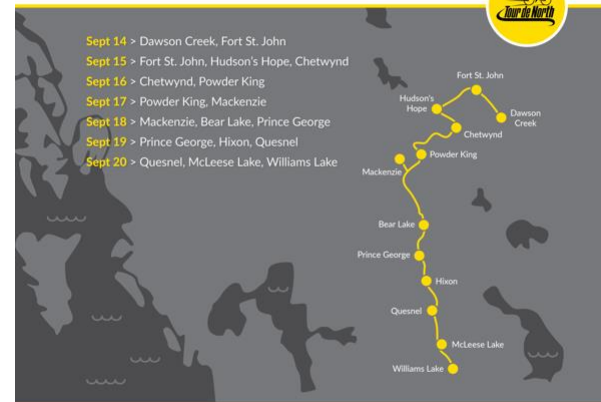 Tour de North
Sept 14 > Dawson Creek, Fort St. John
Sept 15 > Fort St. John, Hudson's Hope, Chetwynd
Sept 16 > Chetwynd, Powder King
Sept 17 > Powder King, Mackenzie
Sept 18 > Mackenzie, Bear Lake, Prince George
Sept 19 > Prince George, Hixon, Quesnel
Sept 20 > Quesnel, McLeese Lake, Williams Lake
Fort St. John
Hudson's
Hope
Dawson
Creek
Chetwynd
Powder King
Mackenzie
Bear Lake
Prince George
Hixon
Quesnel
McLeese Lake
Williams Lake